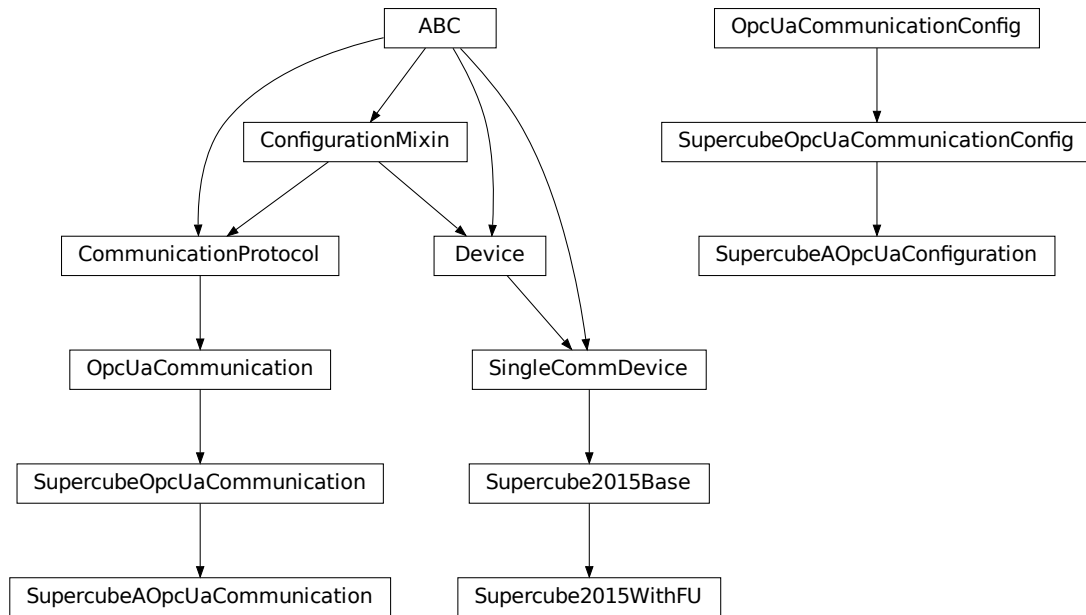 ABC
OpcUaCommunicationConfig
ConfigurationMixin
SupercubeOpcUaCommunicationConfig
CommunicationProtocol
Device
SupercubeAOpcUaConfiguration
OpcUaCommunication
SingleCommDevice
SupercubeOpcUaCommunication
Supercube2015Base
SupercubeAOpcUaCommunication
Supercube2015WithFU